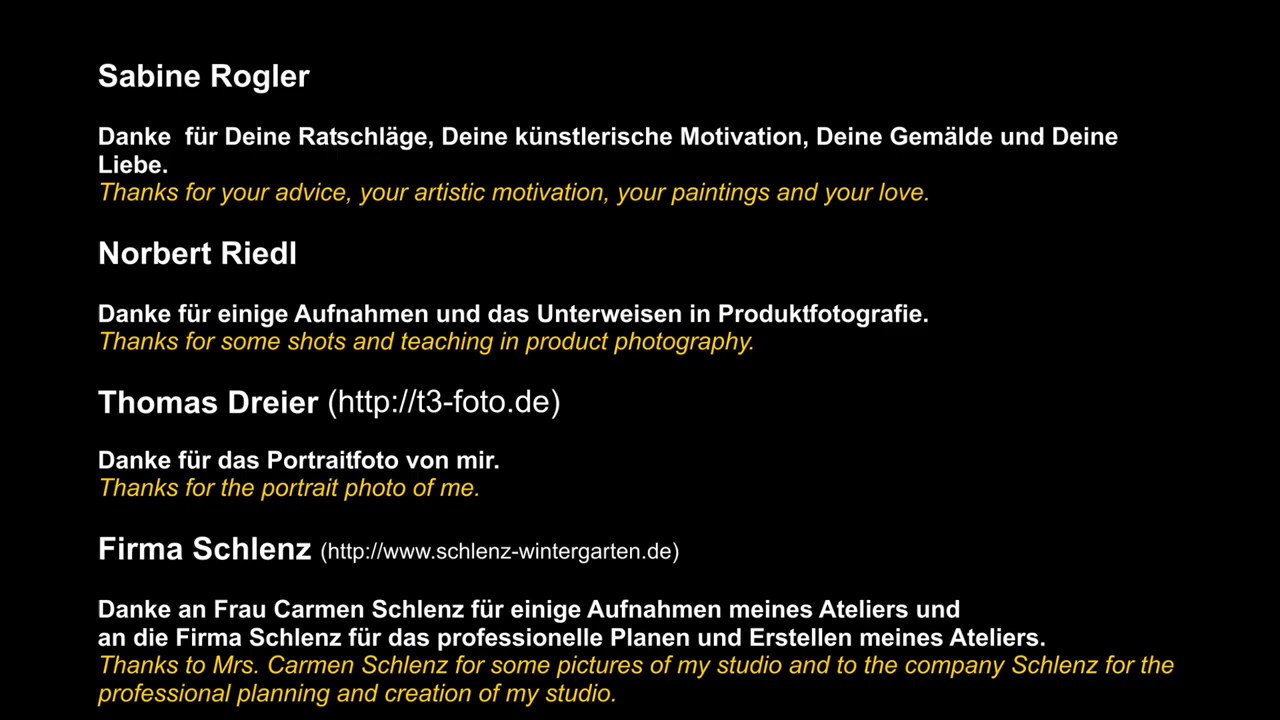 Sabine Rogler
Danke  für Deine Ratschläge, Deine künstlerische Motivation, Deine Gemälde und Deine
Liebe.
Thanks for your advice, your artistic motivation, your paintings and your love.
Norbert Riedl
Danke für einige Aufnahmen und das Unterweisen in Produktfotografie.
Thanks for some shots and teaching in product photography.
Thomas Dreier (http://t3-foto.de)
Danke für das Portraitfoto von mir.
Thanks for the portrait photo of me.
Firma Schlenz (http://www.schlenz-wintergarten.de)
Danke an Frau Carmen Schlenz für einige Aufnahmen meines Ateliers und
an die Firma Schlenz für das professionelle Planen und Erstellen meines Ateliers.
Thanks to Mrs. Carmen Schlenz for some pictures of my studio and to the company Schlenz for the
professional planning and creation of my studio.